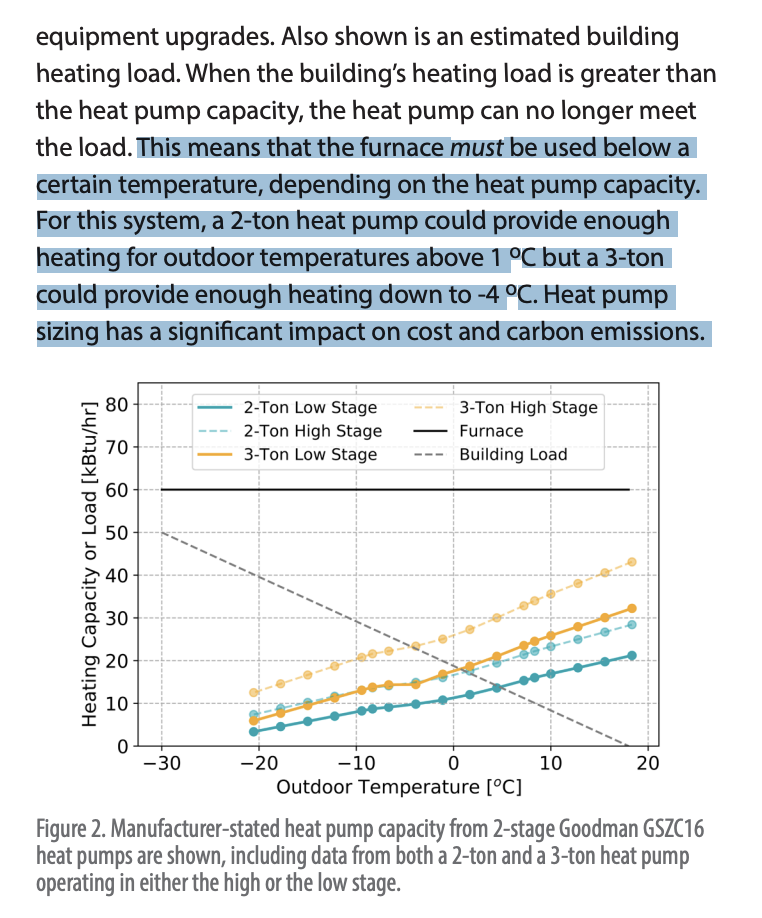 equipment upgrades. Also shown is an estimated building
heating load. When the building's heating load is greater than
the heat pump capacity, the heat pump can no longer meet
the load. This means that the furnace must be used below a
certain temperature, depending on the heat pump capacity.
For this system, a 2-ton heat pump could provide enough
heating for outdoor temperatures above 1 ºC but a 3-ton
could provide enough heating down to -4 ºC. Heat pump
sizing has a significant impact on cost and carbon emissions.
Heating Capacity or Load [kBtu/hr]
80
70
60
50
40
30
20
10
0
2-Ton Low Stage
2-Ton High Stage
3-Ton Low Stage
3-Ton High Stage
Furnace
Building Load
−30 −20 −10 0 10 20
Outdoor Temperature [°C]
Figure 2. Manufacturer-stated heat pump capacity from 2-stage Goodman GSZC16
heat pumps are shown, including data from both a 2-ton and a 3-ton heat pump
operating in either the high or the low stage.